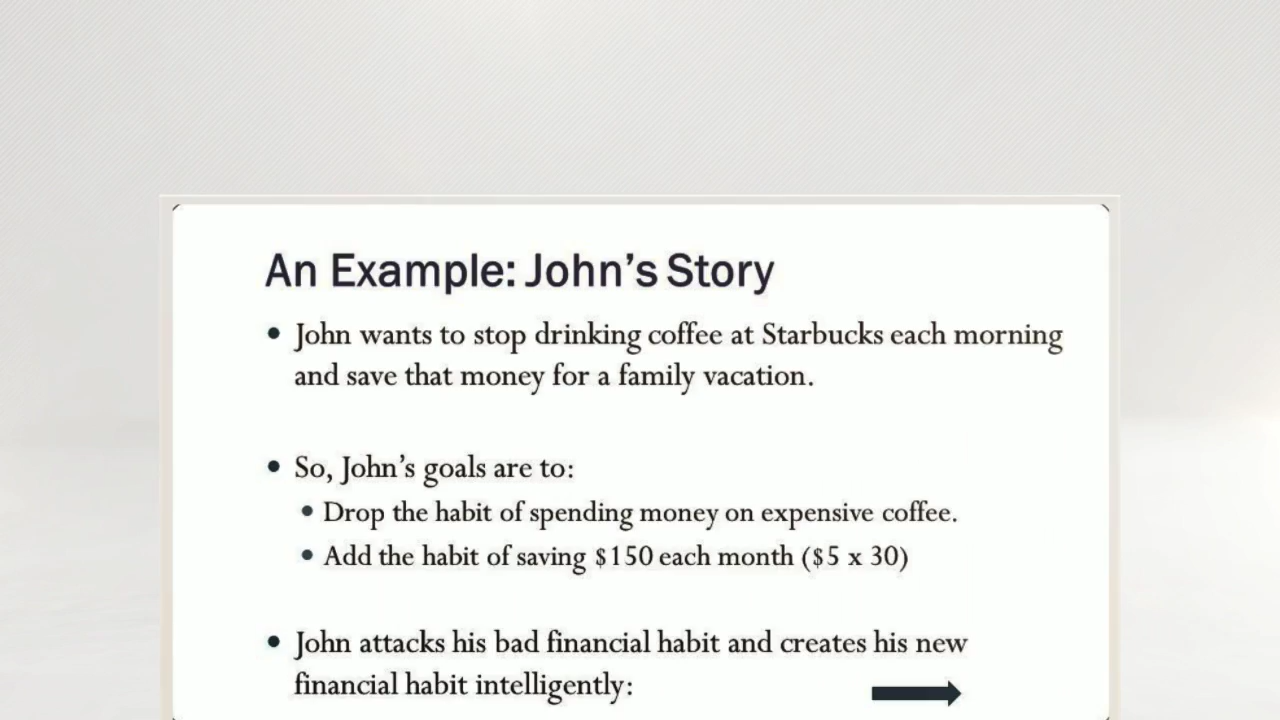 An Example: John's Story
• John wants to stop drinking coffee at Starbucks each morning
and save that money for a family vacation.
• So, John's goals are to:
• Drop the habit of spending money on expensive coffee.
• Add the habit of saving $150 each month ($5 x 30)
• John attacks his bad financial habit and creates his new
financial habit intelligently: